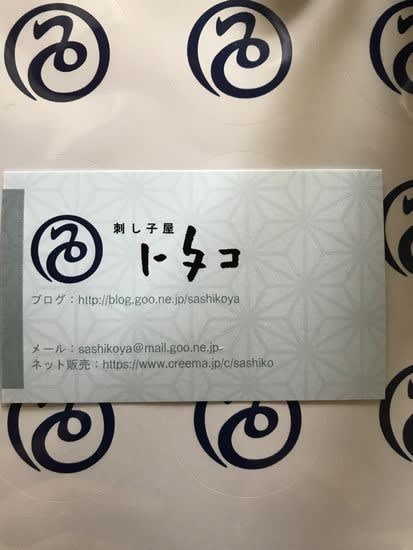 刺し子屋
トタコ
ブログ：http://blog.goo.ne.jp/sashikoya
メール：sashikoya@mail.goo.ne.jp
ネット販売：https://www.creema.jp/c/sashiko